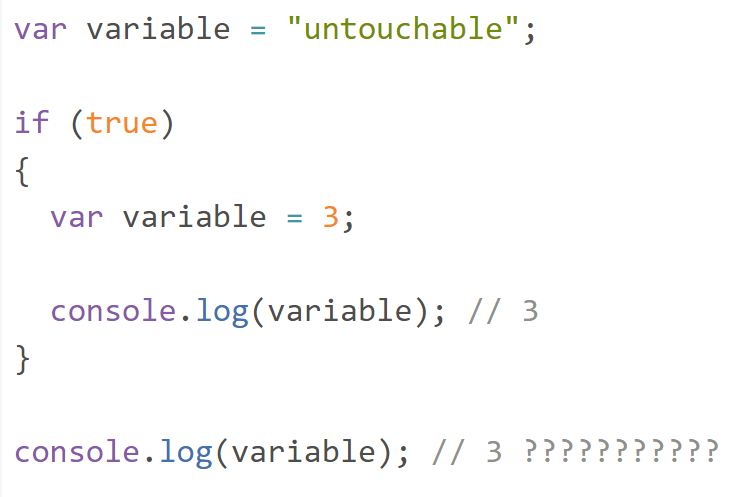 var variable = "untouchable";
if (true)
{
var variable = 3;
console.log(variable); // 3
}
console.log(variable); // 3 ???????????